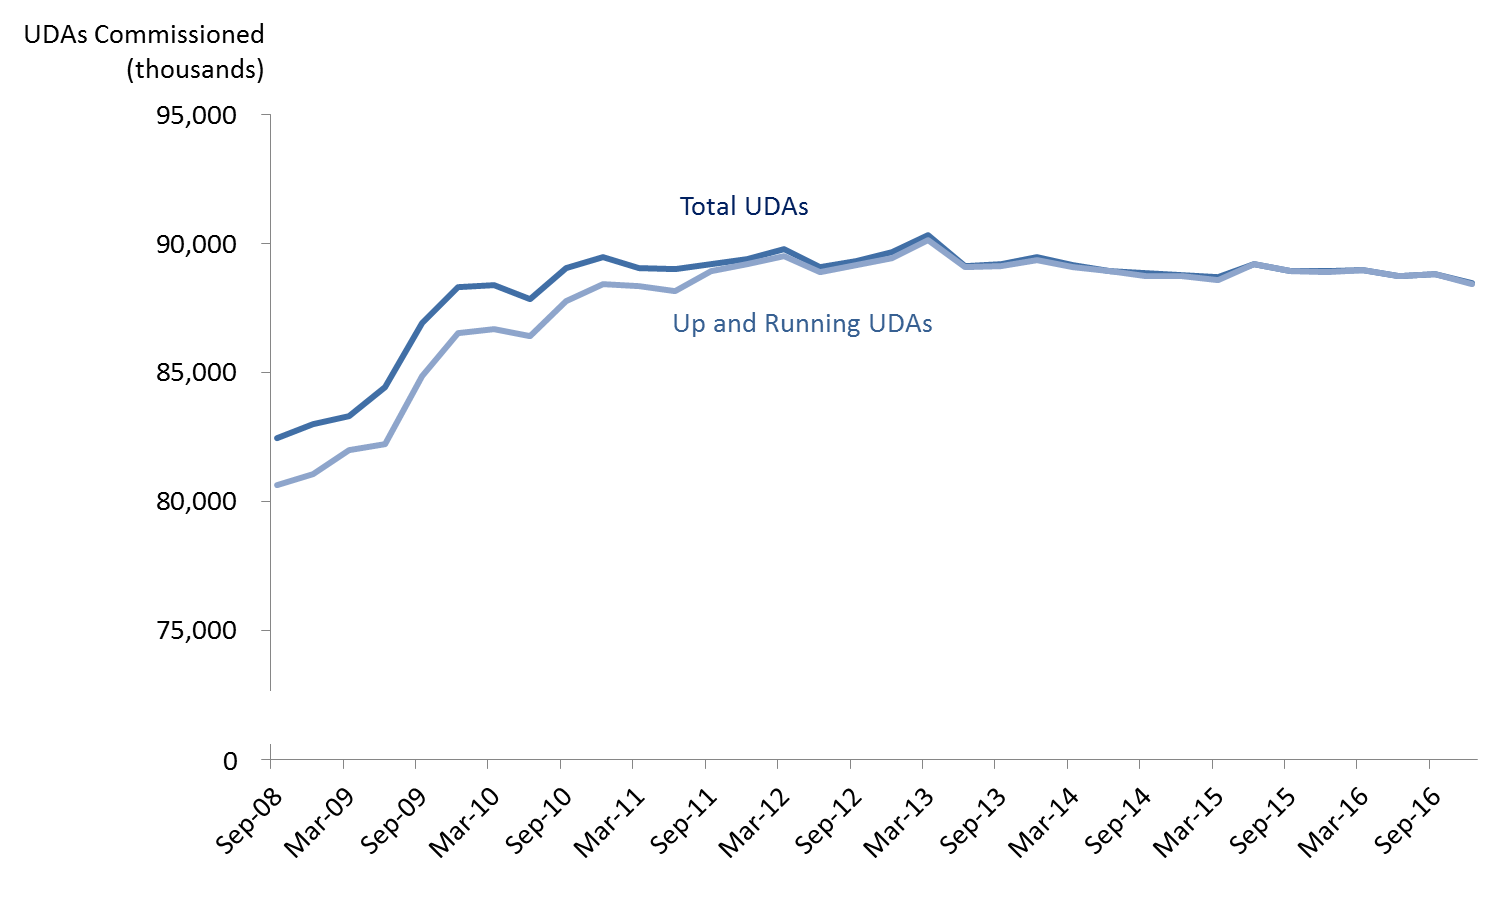 UDAs Commissioned
(thousands)
95,000
Total UDAs
90,000
Up and Running UDAs
85,000
80,000
75,000
0
Sep-08
Mar-09
Sep-09
Mar-10
Sep-10
Mar-11
Sep-11
Mar-12
Sep-12
Mar-13
Sep-13
Mar-14
Sep-14
Mar-15
Sep-15
Mar-16
Sep-16